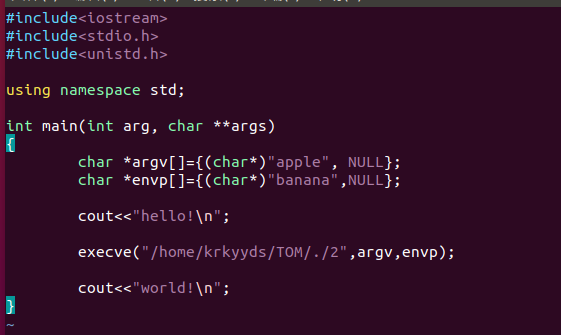 #include<iostream>
#include<stdio.h>
#include<unistd.h>
using namespace std;
int main(int arg, char **args)
{
        char *argv[]={(char*)"apple", NULL};
        char *envp[]={(char*)"banana",NULL};
        cout<<"hello!\n";
        execve("/home/krkyyds/TOM/./2",argv,envp);
        cout<<"world!\n";
}
~